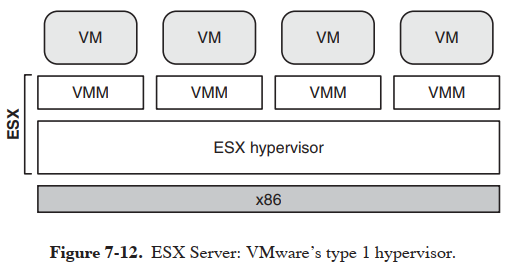 VM VM VM VM
VMM VMM VMM VMM
ESX
ESX hypervisor
x86
Figure 7-12. ESX Server: VMware’s type 1 hypervisor.